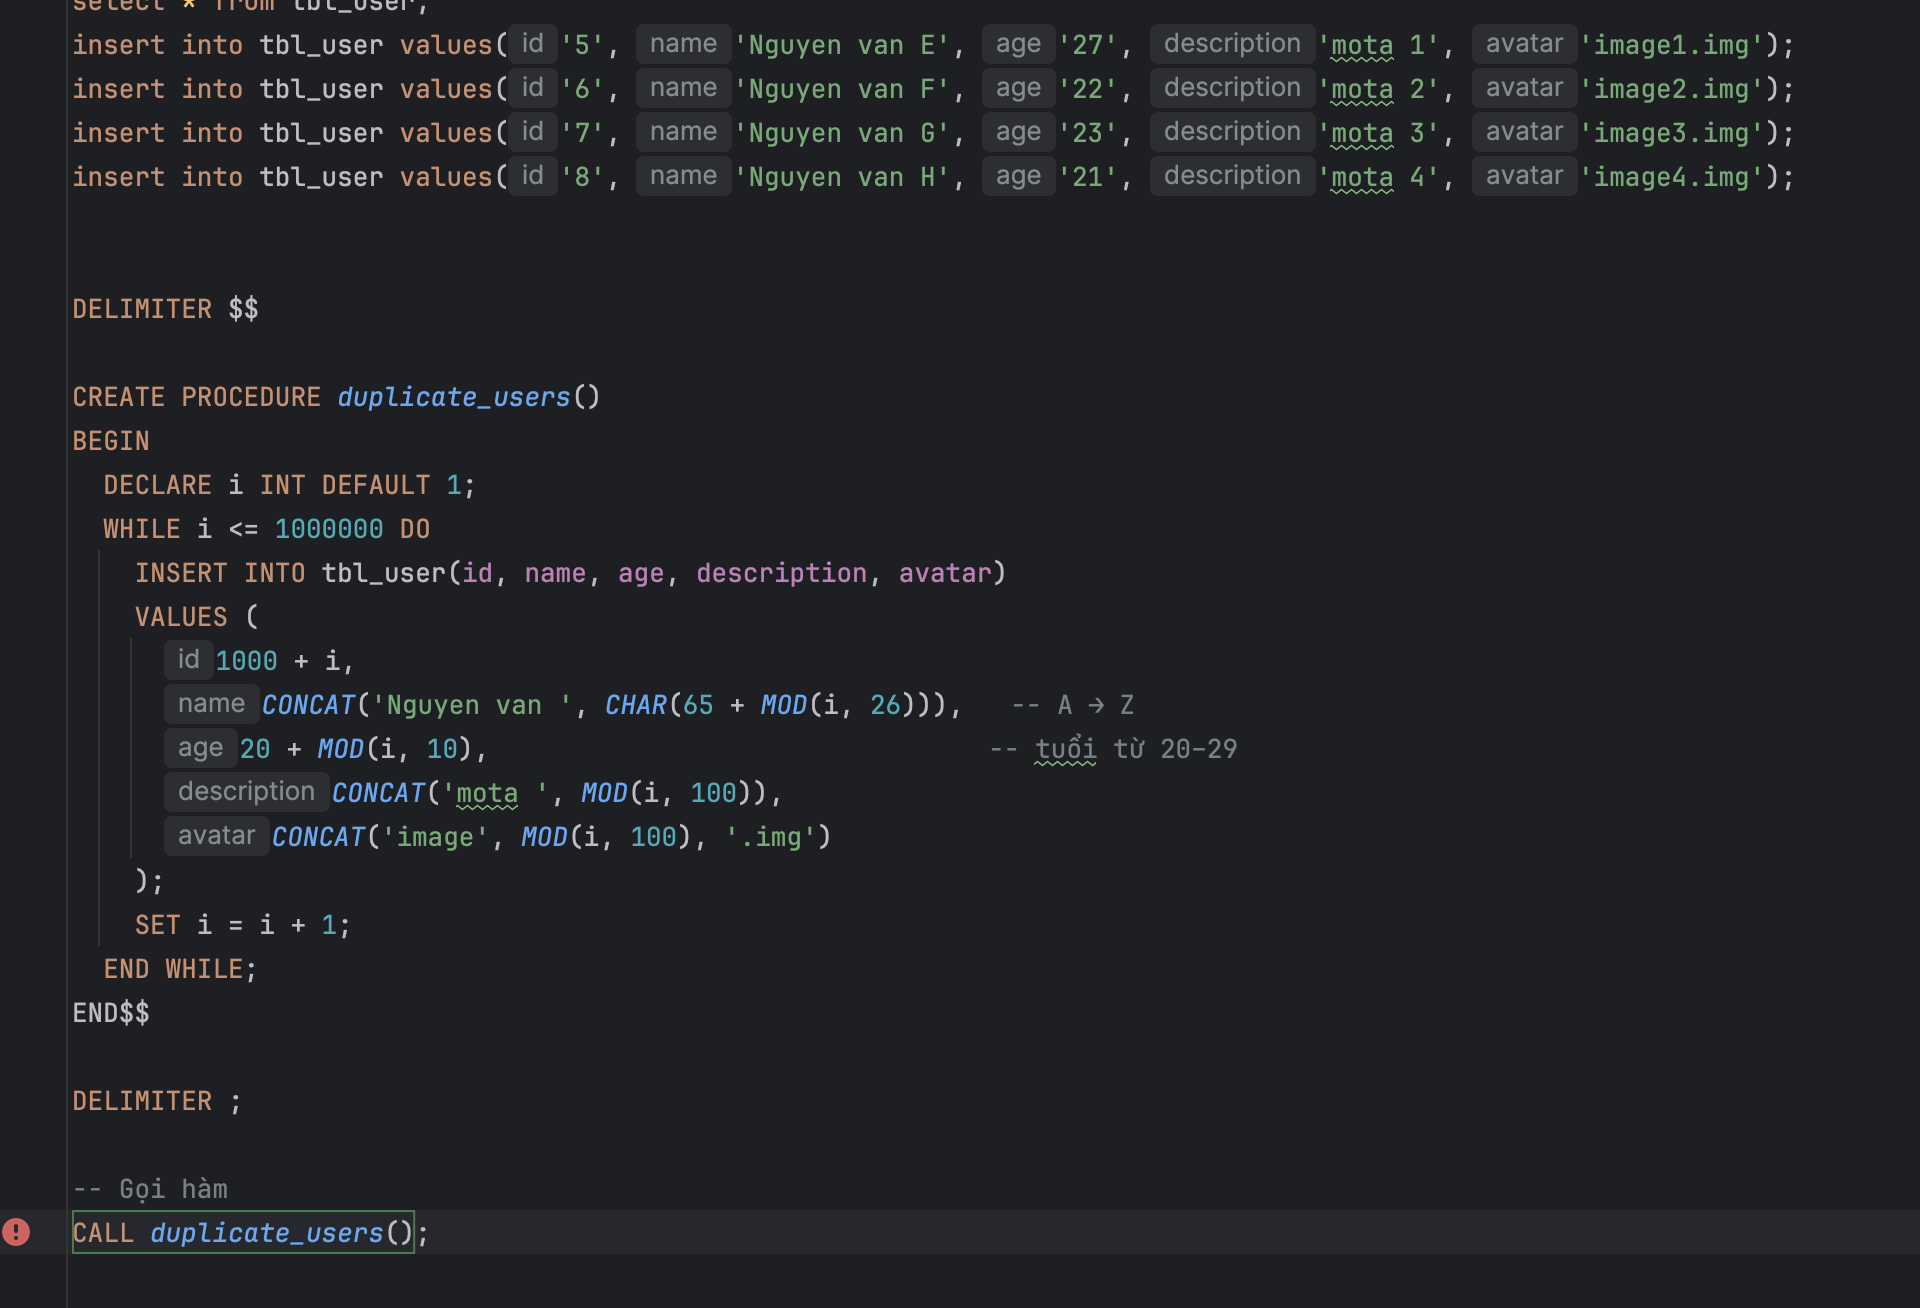 select * from tbl_user;
insert into tbl_user values( id '5', name 'Nguyen van E', age '27', description 'mota 1', avatar 'image1.img');
insert into tbl_user values( id '6', name 'Nguyen van F', age '22', description 'mota 2', avatar 'image2.img');
insert into tbl_user values( id '7', name 'Nguyen van G', age '23', description 'mota 3', avatar 'image3.img');
insert into tbl_user values( id '8', name 'Nguyen van H', age '21', description 'mota 4', avatar 'image4.img');
DELIMITER $$
CREATE PROCEDURE duplicate_users()
BEGIN
DECLARE i INT DEFAULT 1;
WHILE i <= 1000000 DO
INSERT INTO tbl_user(id, name, age, description, avatar)
VALUES (
id 1000 + i,
name CONCAT('Nguyen van ', CHAR(65 + MOD(i, 26))), -- A → Z
age 20 + MOD(i, 10), -- tuổi từ 20-29
description CONCAT('mota ', MOD(i, 100)),
avatar CONCAT('image', MOD(i, 100), '.img')
);
SET i = i + 1;
END WHILE;
END$$
DELIMITER ;
-- Gọi hàm
CALL duplicate_users();